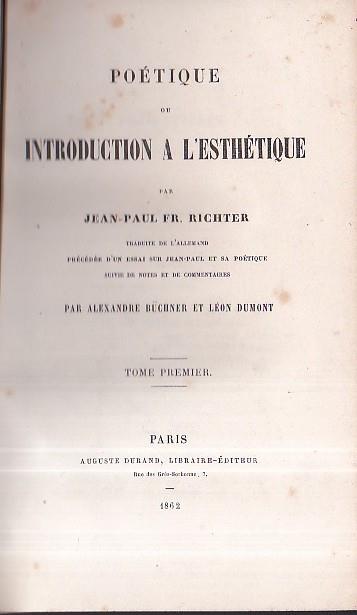 POÉTIQUE
OU
INTRODUCTION A L'ESTHÉTIQUE
PAR
JEAN-PAUL FR. RICHTER
TRADUITE DE L'ALLEMAND
PRÉCÉDÉE D'UN ESSAI SUR JEAN-PAUL ET SA POÉTIQUE
SUIVIE DE NOTES ET DE COMMENTAIRES
PAR ALEXANDRE BÜCHNER ET LÉON DUMONT
TOME PREMIER.
PARIS
AUGUSTE DURAND, LIBRAIRE-ÉDITEUR
Rue des Grès-Sorbonne, 7.
1862